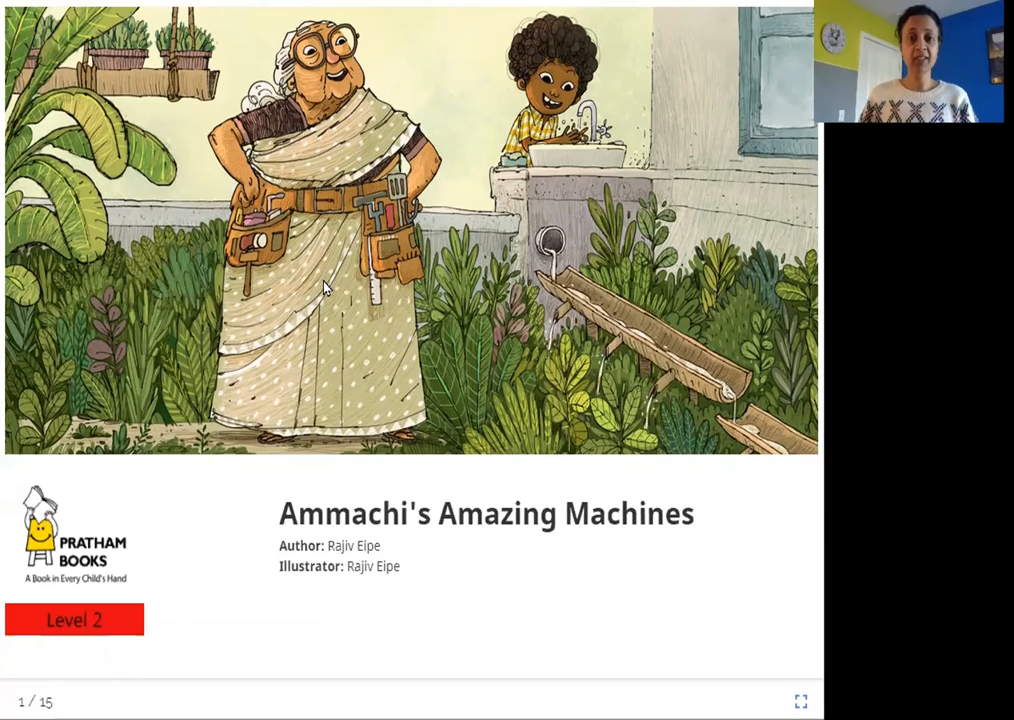 Ammachi's Amazing Machines
Author: Rajiv Eipe
Illustrator: Rajiv Eipe
PRATHAM
BOOKS
A Book in Every Child's Hand
Level 2
1 / 15